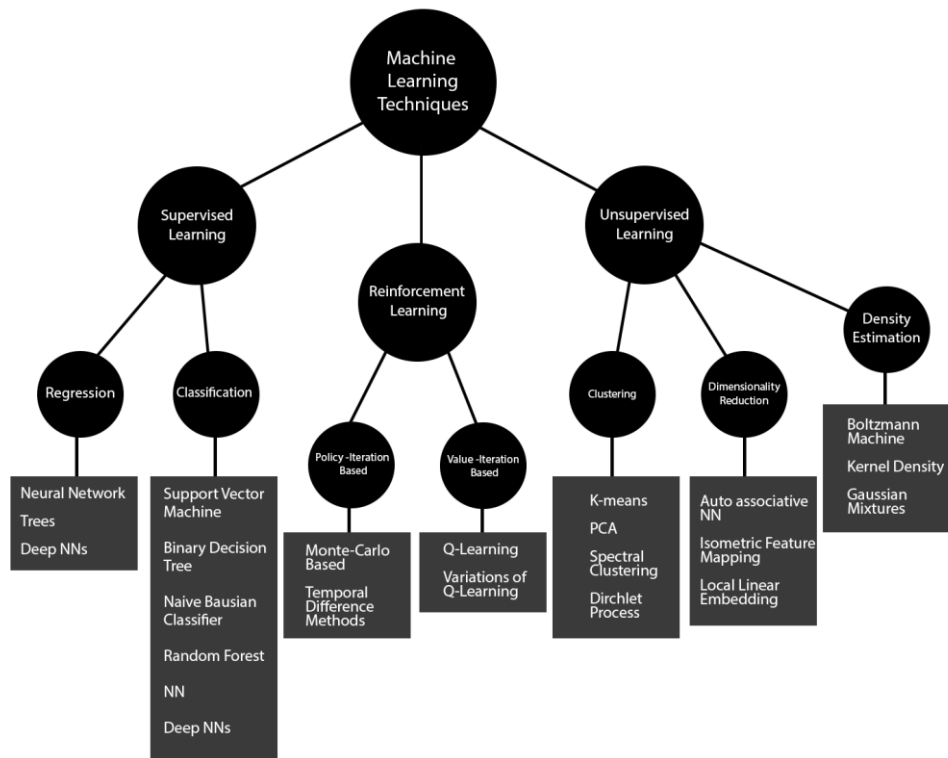 Machine
Learning
Techniques
Supervised
Learning
Unsupervised
Learning
Reinforcement
Learning
Density
Estimation
Regression
Classification
Clustering
Dimensionality
Reduction
Policy -Iteration
Based
Value -Iteration
Based
Neural Network
Trees
Deep NNs
Support Vector
Machine
Binary Decision
Tree
Naive Bausian
Classifier
Random Forest
NN
Deep NNs
Monte-Carlo
Based
Temporal
Difference
Methods
Q-Learning
Variations of
Q-Learning
K-means
PCA
Spectral
Clustering
Dirchlet
Process
Auto associative
NN
Isometric Feature
Mapping
Local Linear
Embedding
Boltzmann
Machine
Kernel Density
Gaussian
Mixtures